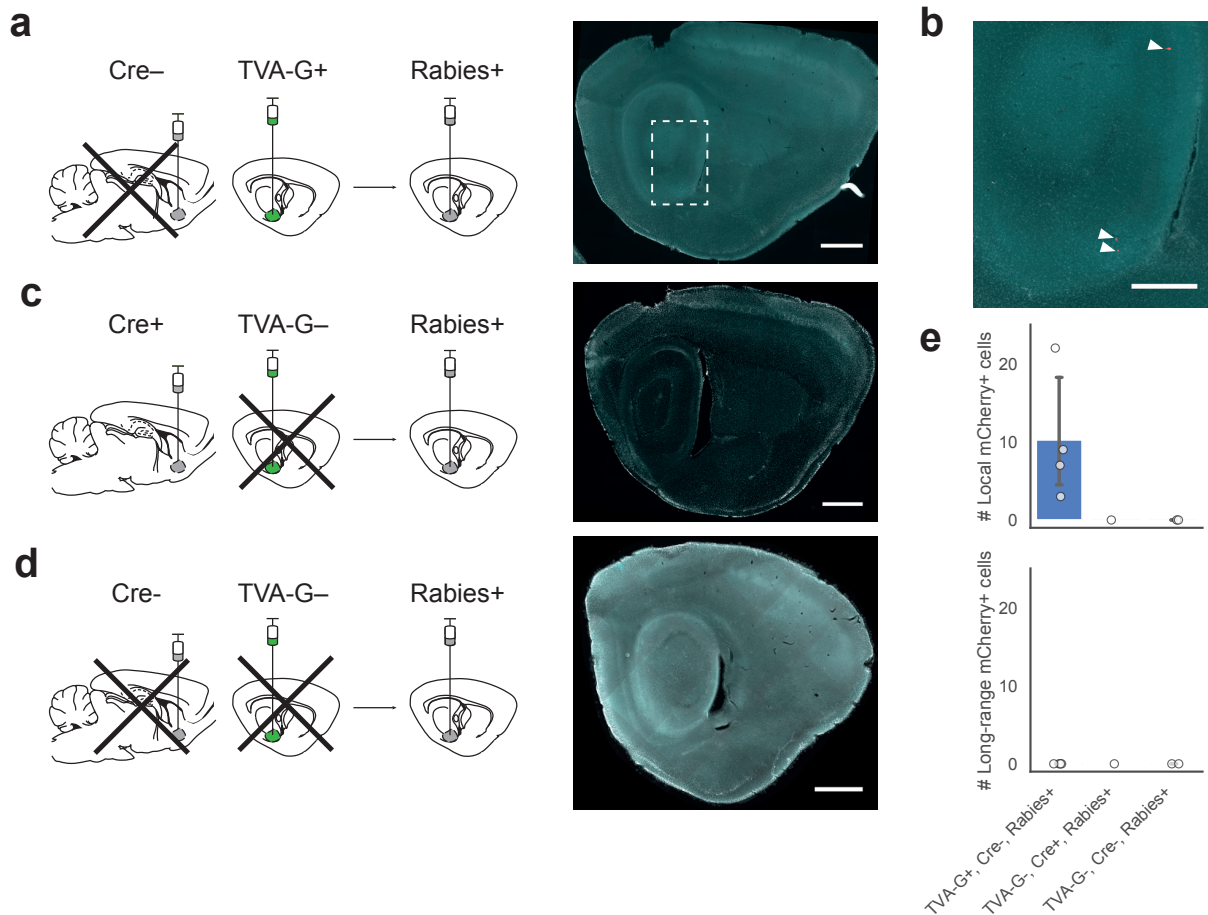 a
Cre–
TVA-G+
Rabies+
b
c
Cre+
TVA-G–
Rabies+
d
Cre-
TVA-G–
Rabies+
e
# Local mCherry+ cells
20
10
0
# Long-range mCherry+ cells
20
10
0
TVA-G+, Cre-, Rabies+
TVA-G-, Cre+, Rabies+
TVA-G-, Cre-, Rabies+